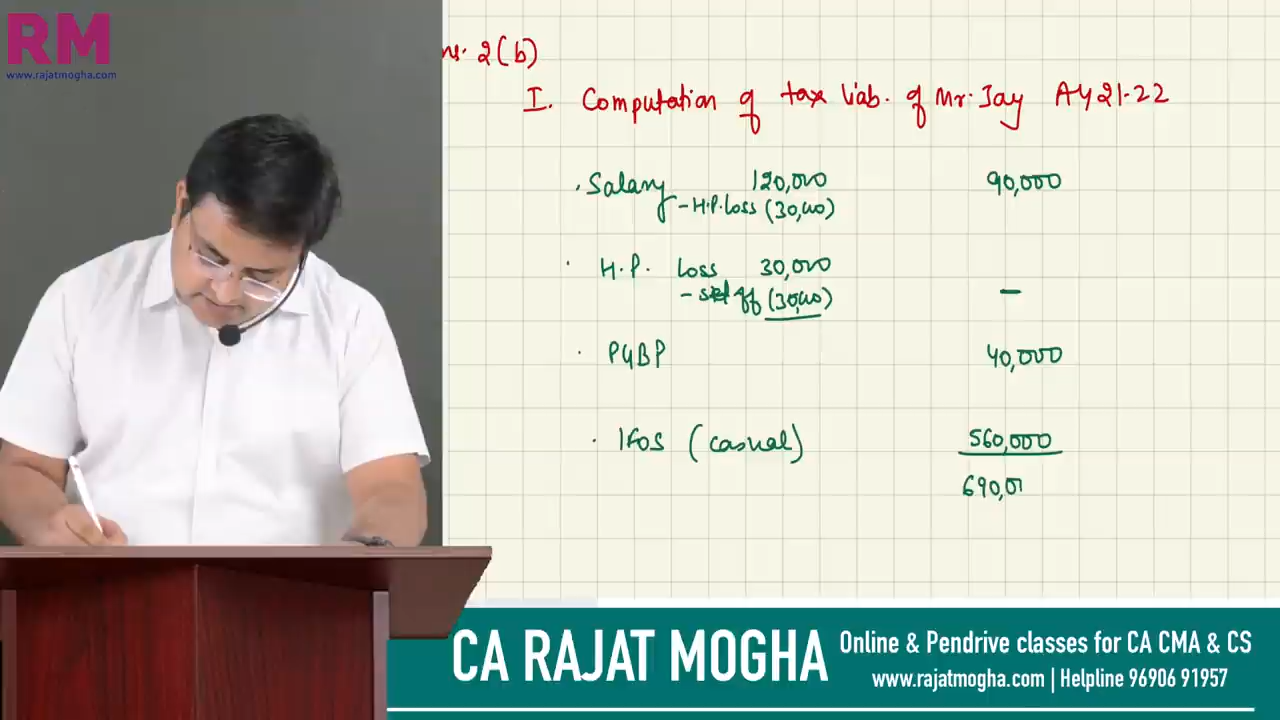 RM
www.rajatmogha.com
ns. 2(b)
I. Computation of tax liab. of Mr. Jay AY 21-22
. Salary 120,000 90,000
- H.P. loss (30,000)
. H.P. loss 30,000
- set off (30,000) -
. PGBP 40,000
. IFOS (casual) 560,000
690,0
CA RAJAT MOGHA
Online & Pendrive classes for CA CMA & CS
www.rajatmogha.com | Helpline 96906 91957